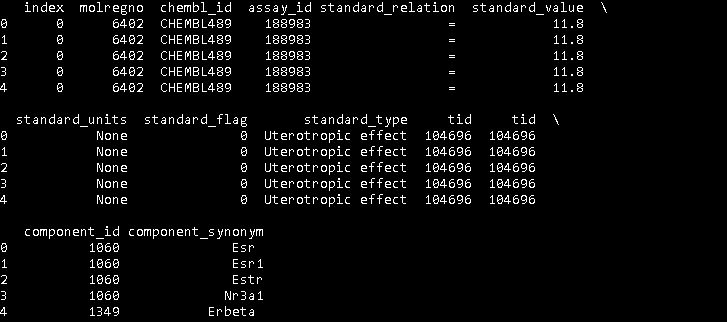 index molregno chembl_id assay_id standard_relation standard_value \
0 0 6402 CHEMBL489 188983 = 11.8
1 0 6402 CHEMBL489 188983 = 11.8
2 0 6402 CHEMBL489 188983 = 11.8
3 0 6402 CHEMBL489 188983 = 11.8
4 0 6402 CHEMBL489 188983 = 11.8
standard_units standard_flag standard_type tid tid \
0 None 0 Uterotropic effect 104696 104696
1 None 0 Uterotropic effect 104696 104696
2 None 0 Uterotropic effect 104696 104696
3 None 0 Uterotropic effect 104696 104696
4 None 0 Uterotropic effect 104696 104696
component_id component_synonym
0 1060 Esr
1 1060 Esr1
2 1060 Estr
3 1060 Nr3a1
4 1349 Erbeta